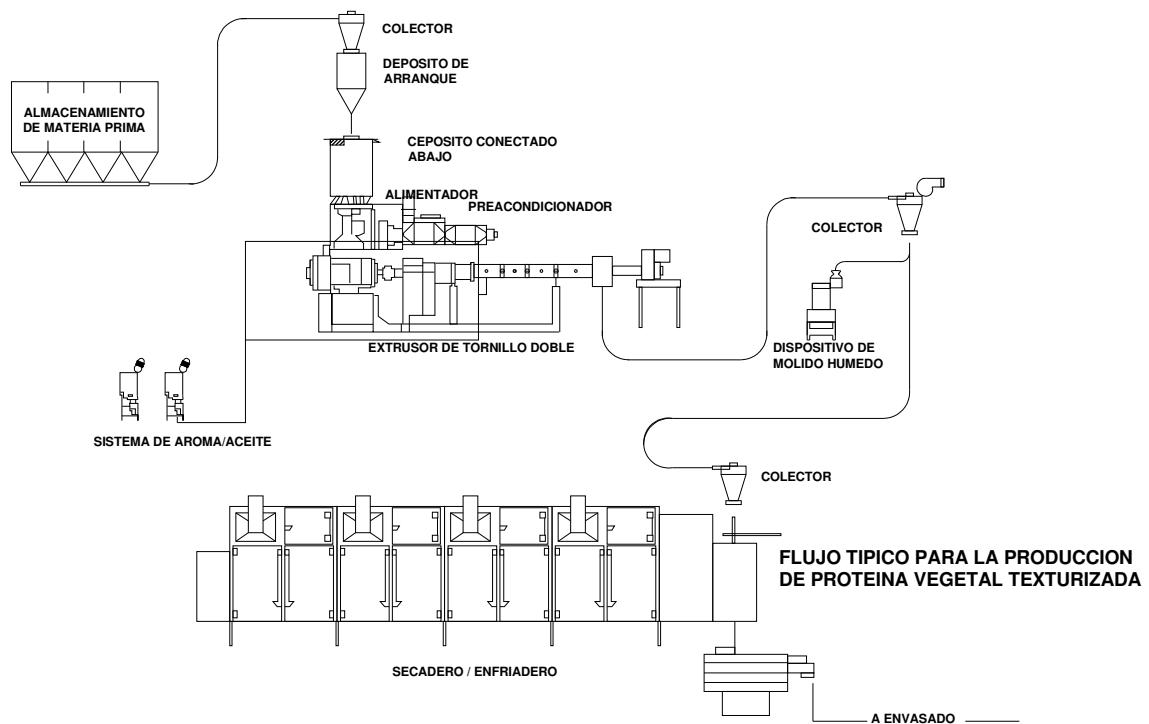 COLECTOR
DEPOSITO DE
ARRANQUE
ALMACENAMIENTO
DE MATERIA PRIMA
CEPOSITO CONECTADO
ABAJO
ALIMENTADOR
PREACONDICIONADOR
COLECTOR
EXTRUSOR DE TORNILLO DOBLE
DISPOSITIVO DE
MOLIDO HUMEDO
SISTEMA DE AROMA/ACEITE
COLECTOR
FLUJO TIPICO PARA LA PRODUCCION
DE PROTEINA VEGETAL TEXTURIZADA
SECADERO / ENFRIADERO
A ENVASADO